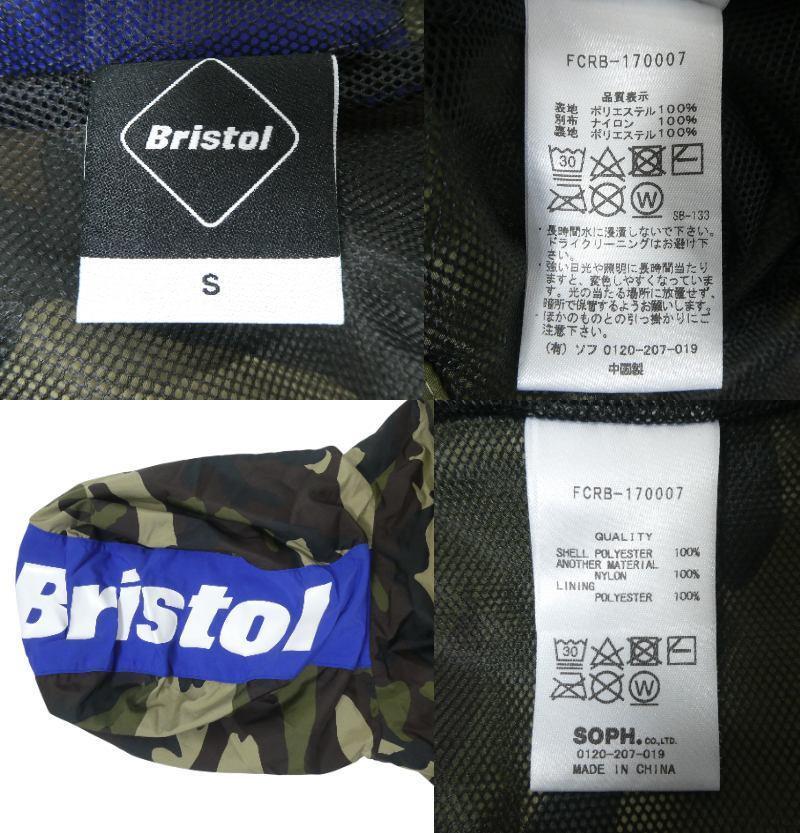 Bristol
S
FCRB-170007
品質表示
表地 ポリエステル100%
別布 ナイロン 100%
裏地 ポリエステル100%
30
W
SB-133
・長時間水に浸漬しないで下さい。
ドライクリーニングはお避け下
さい。
・強い日光や照明に長時間当たり
ますと、変色しやすくなっていま
す。光の当たる場所に放置せず、
暗所で保管するようお願いします。
・ほかのものとの引っ掛かりにご
注意下さい。
(有) ソフ 0120-207-019
中国製
Bristol
FCRB-170007
QUALITY
SHELL POLYESTER 100%
ANOTHER MATERIAL
NYLON 100%
LINING
POLYESTER 100%
30
W
SOPH. CO.,LTD.
0120-207-019
MADE IN CHINA